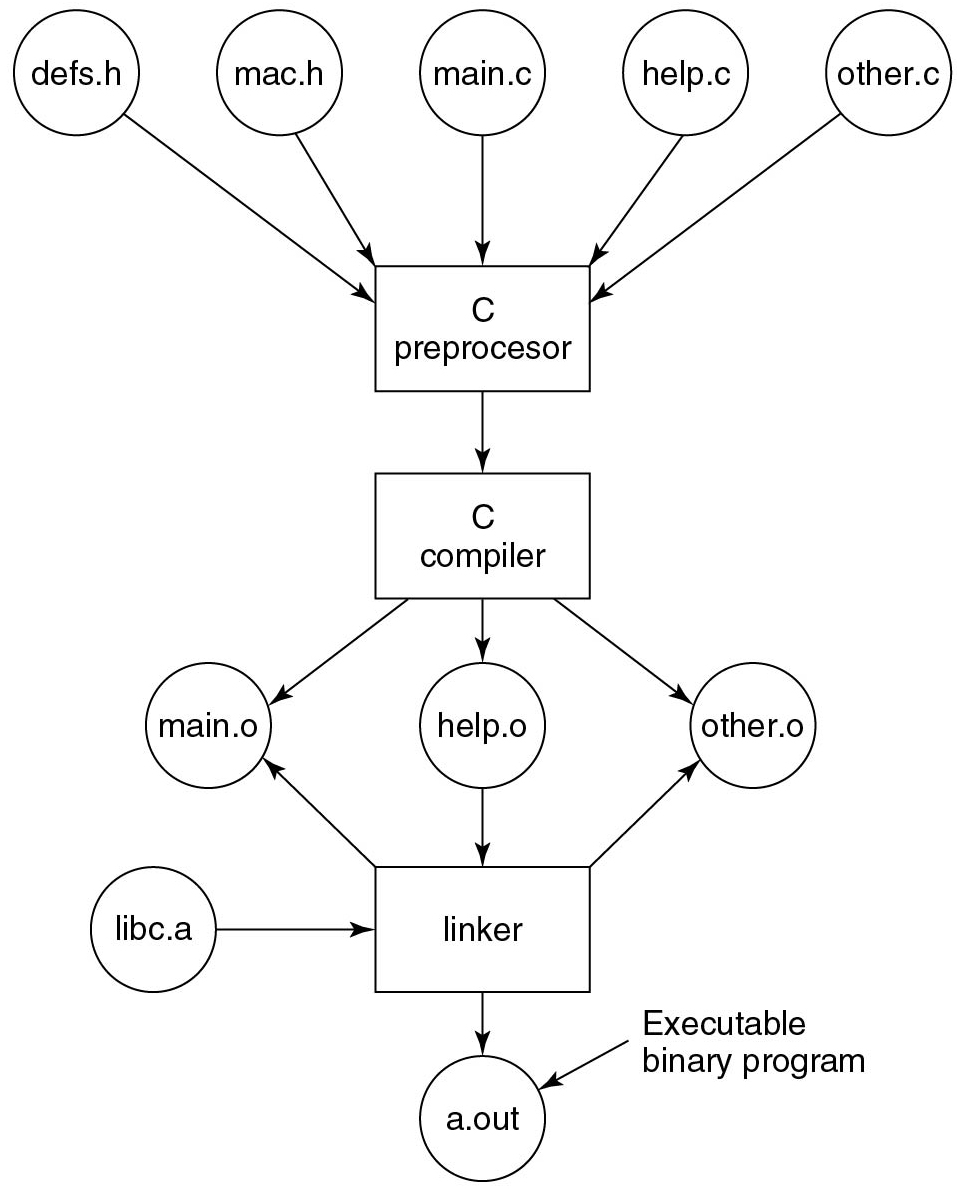 defs.h
mac.h
main.c
help.c
other.c
C
preprocesor
C
compiler
main.o
help.o
other.o
libc.a
linker
Executable
binary program
a.out